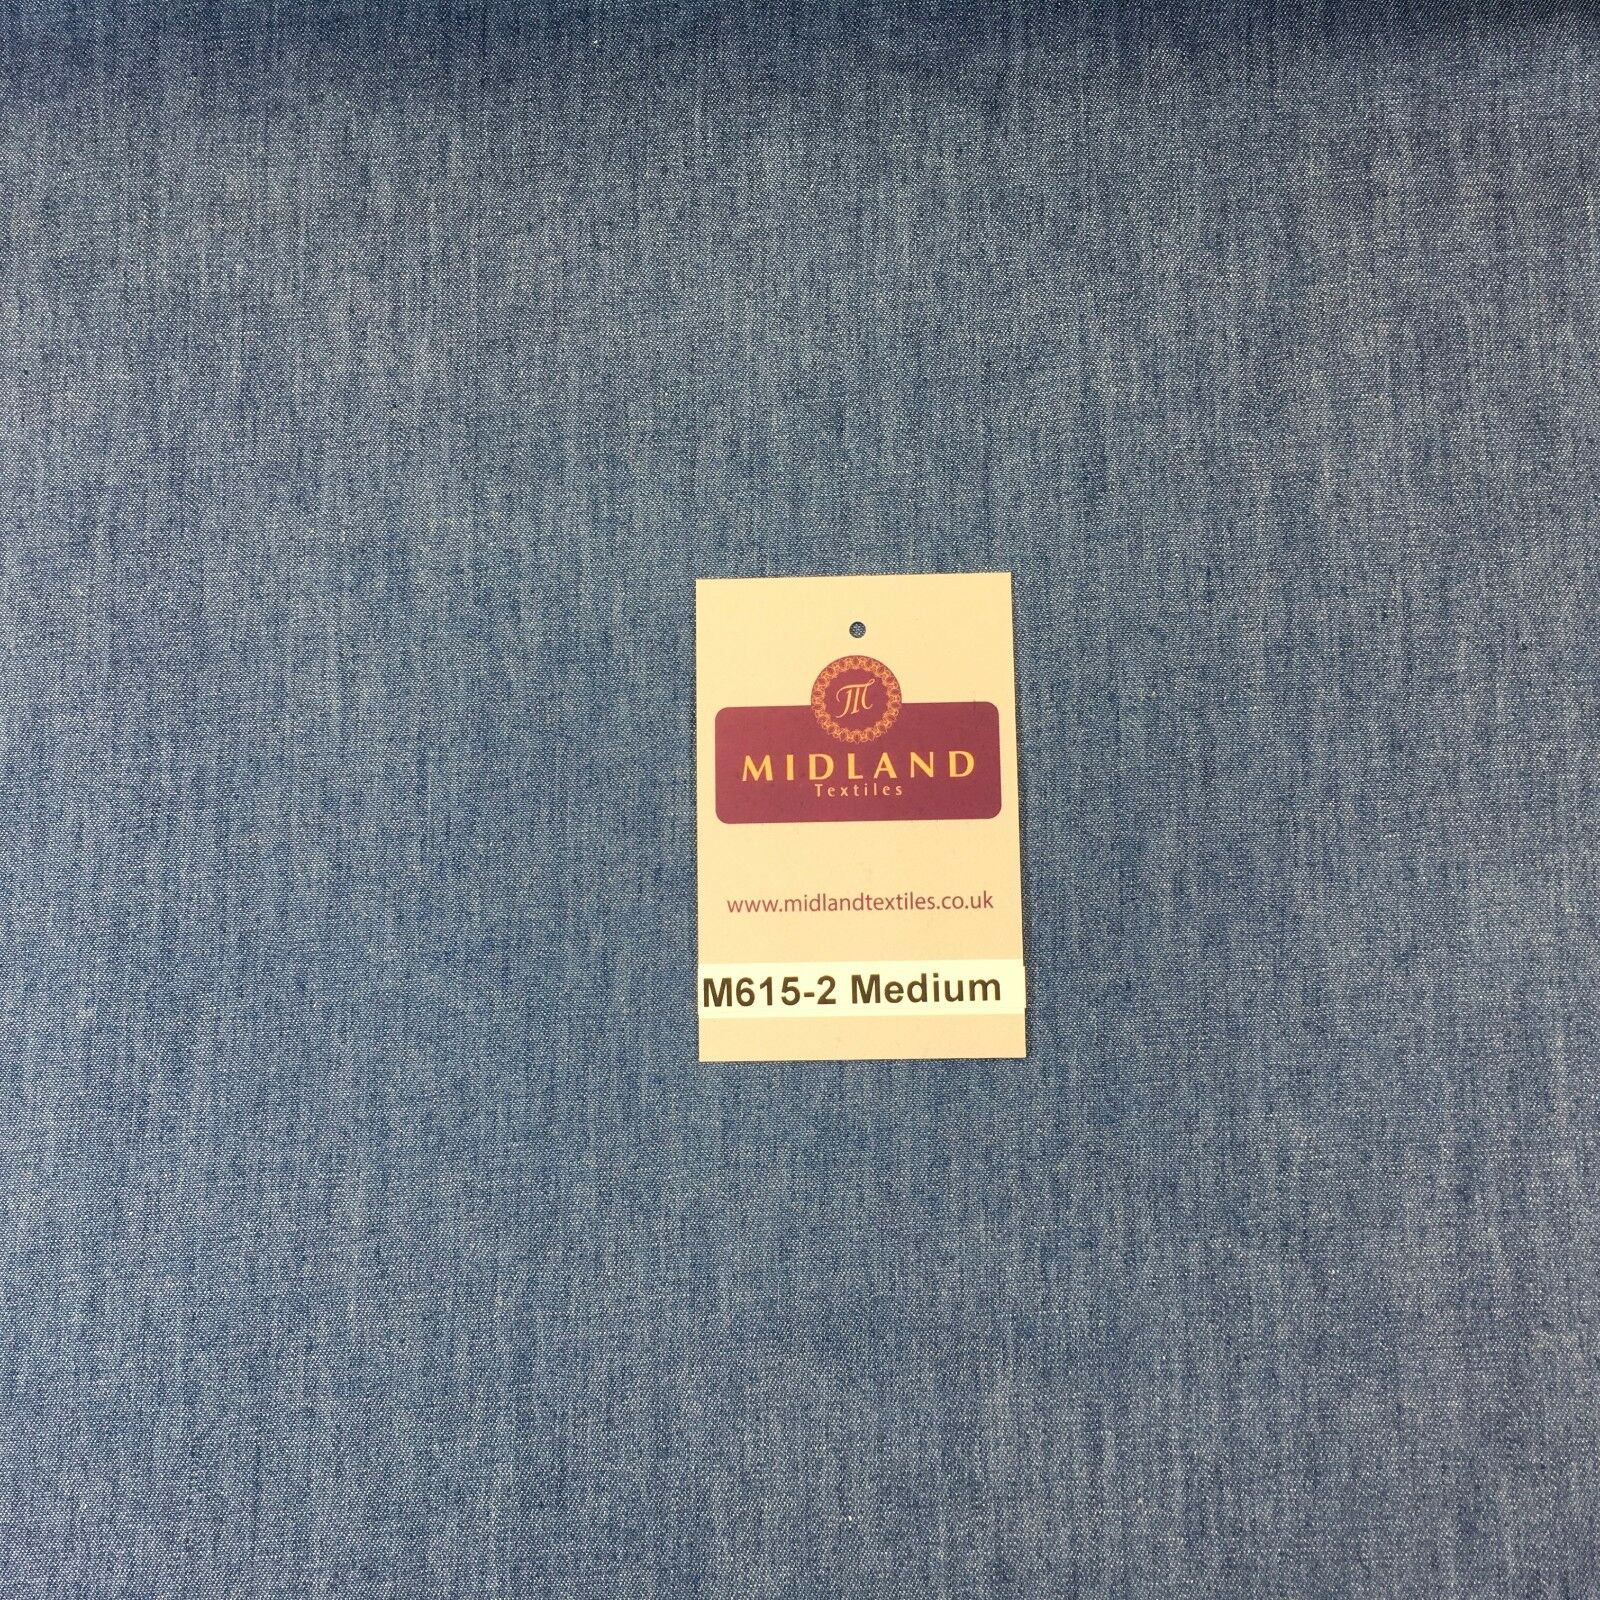 M
MIDLAND
Textiles
www.midlandtextiles.co.uk
M615-2 Medium